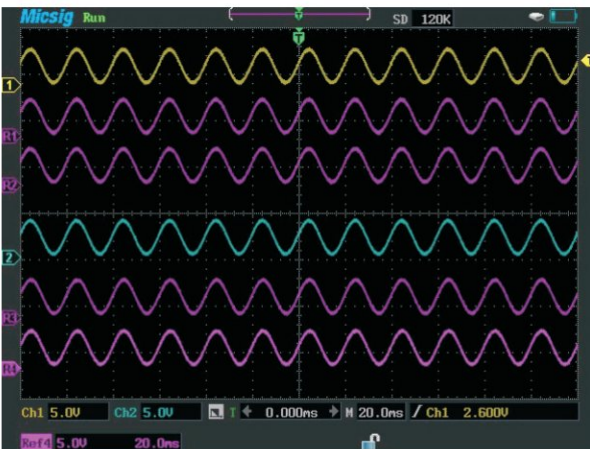 Micsig Run SD 120K
T
1
R1
R2
2
R3
R4
Ch1 5.0V Ch2 5.0V T 0.000ms M 20.0ms Ch1 2.600V
Ref4 5.0V 20.0ms